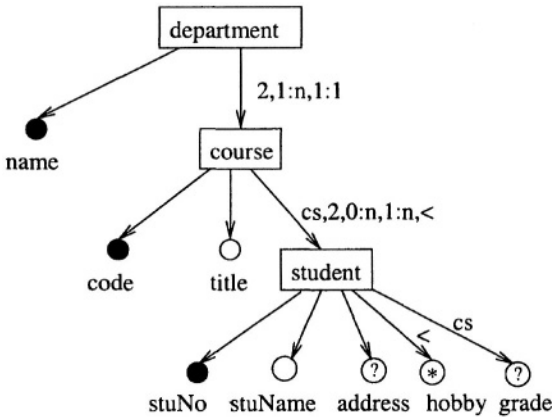 department
2,1:n,1:1
name
course
cs,2,0:n,1:n,<
code
title
student
<
cs
? * ?
stuNo stuName address hobby grade